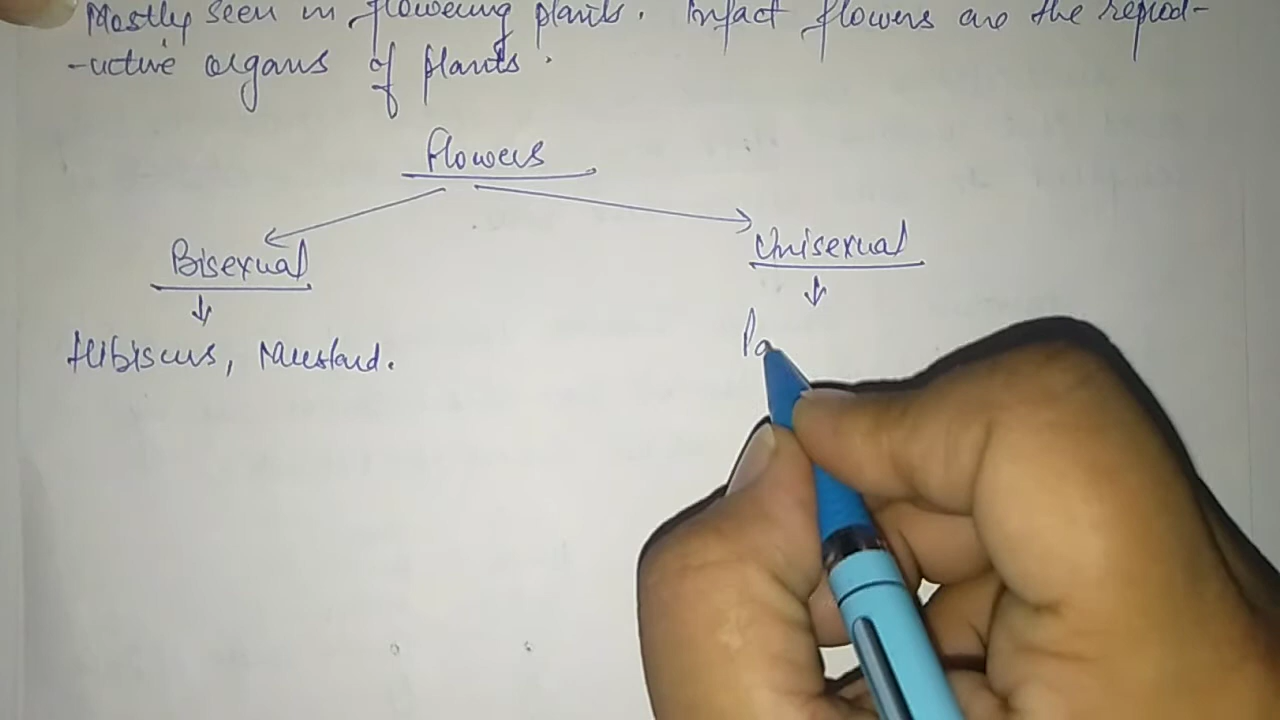 Mostly seen in flowering plants. Infact flowers are the reprod-
-uctive organs of plants.
flowers
Bisexual
Unisexual
Hibiscus, Mustard.
Pa